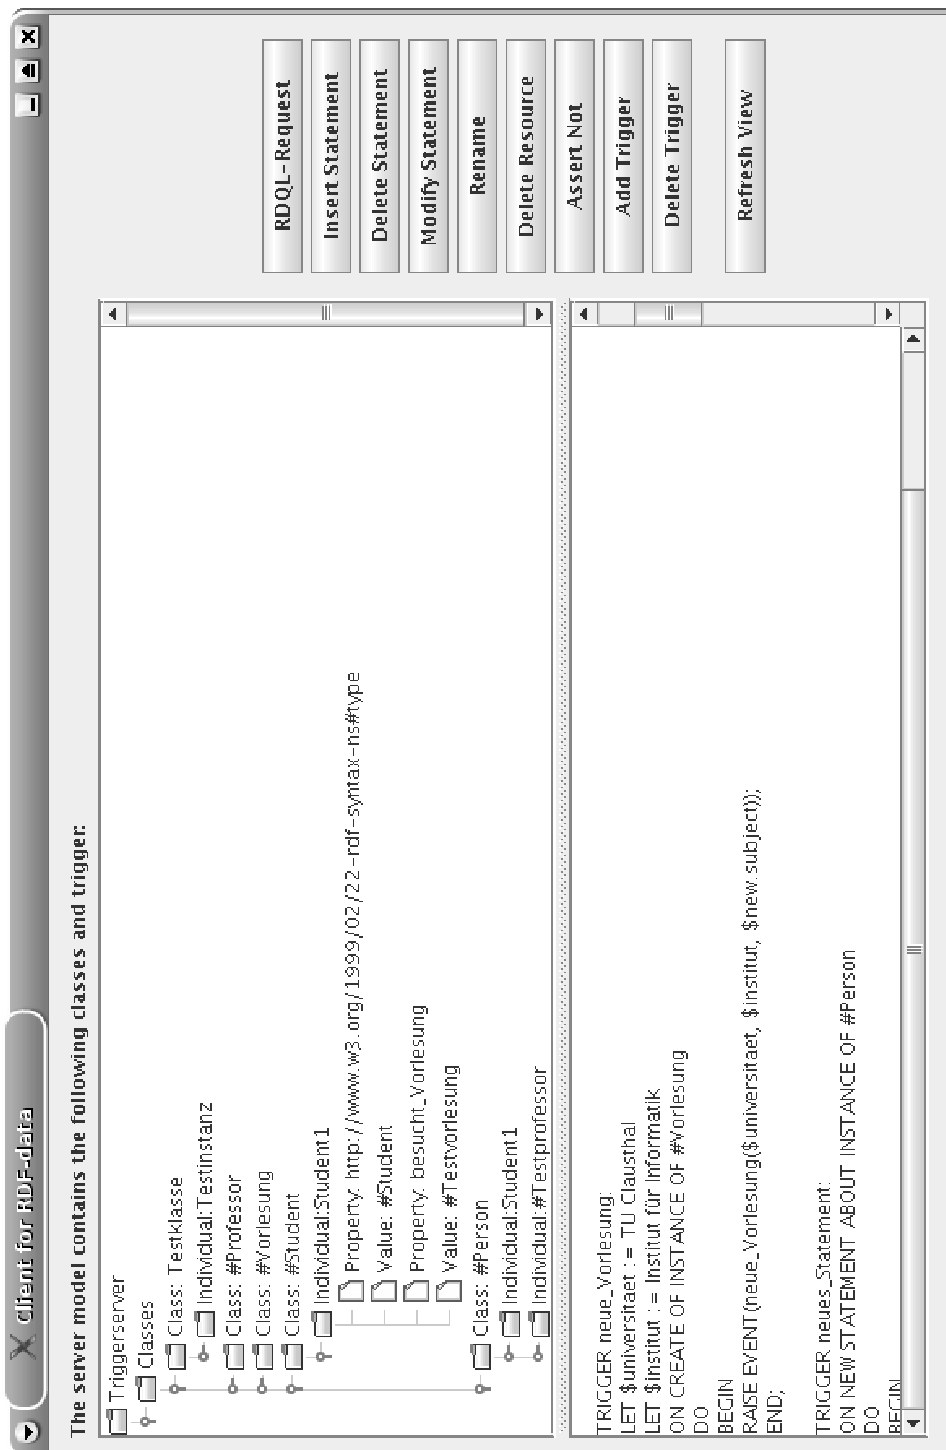 Client for RDF-data
The server model contains the following classes and trigger:
Triggerserver
Classes
Class: Testklasse
Individual:Testinstanz
Class: #Professor
Class: #Vorlesung
Class: #Student
Individual:Student1
Property: http://www.w3.org/1999/02/22-rdf-syntax-ns#type
Value: #Student
Property: besucht_Vorlesung
Value: #Testvorlesung
Class: #Person
Individual:Student1
Individual:#Testprofessor
TRIGGER neue_Vorlesung:
LET $universitaet := TU Clausthal
LET $institut := Institut für Informatik
ON CREATE OF INSTANCE OF #Vorlesung
DO
BEGIN
RAISE EVENT(neue_Vorlesung($universitaet, $institut, $new.subject));
END;
TRIGGER neues_Statement:
ON NEW STATEMENT ABOUT INSTANCE OF #Person
DO
BEGIN
RDQL-Request
Insert Statement
Delete Statement
Modify Statement
Rename
Delete Resource
Assert Not
Add Trigger
Delete Trigger
Refresh View